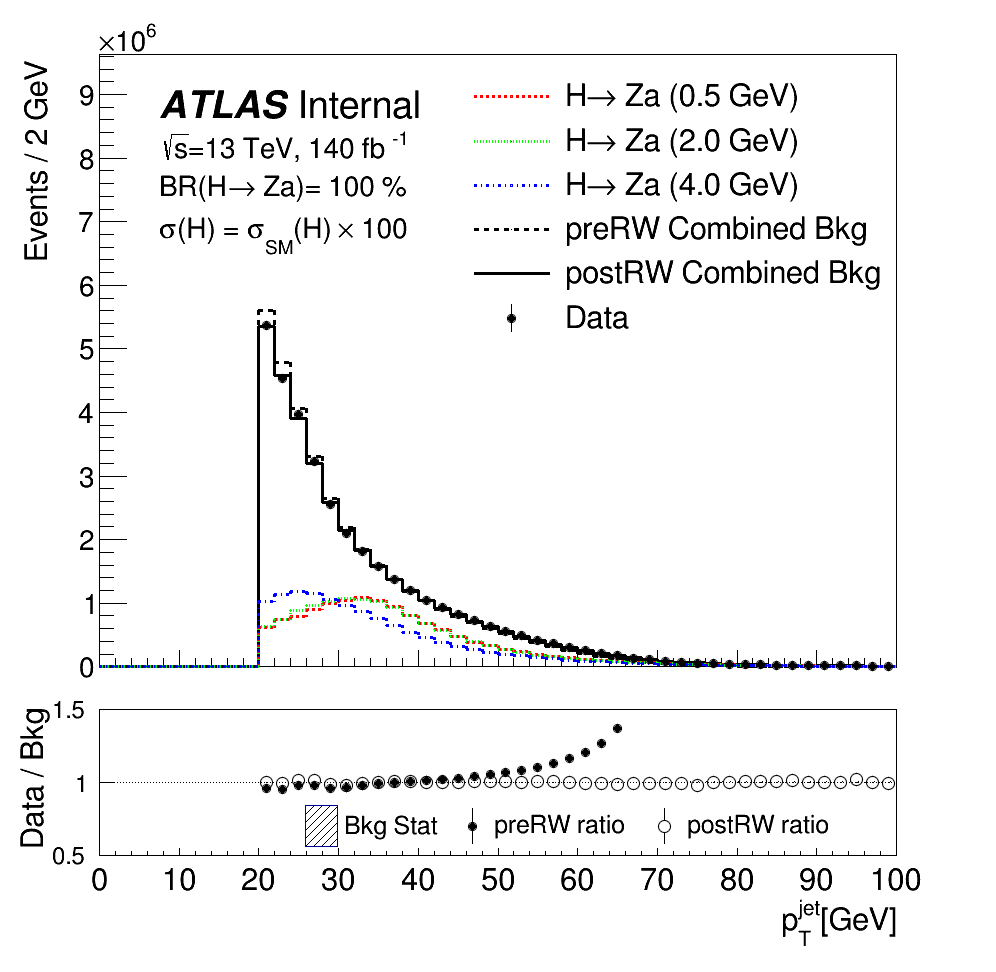 ×10⁶
Events / 2 GeV
9
8
7
6
5
4
3
2
1
0
ATLAS Internal
√s=13 TeV, 140 fb⁻¹
BR(H→ Za)= 100 %
σ(H) = σ_SM(H) × 100
H→ Za (0.5 GeV)
H→ Za (2.0 GeV)
H→ Za (4.0 GeV)
preRW Combined Bkg
postRW Combined Bkg
Data
Data / Bkg
1.5
1
0.5
Bkg Stat
preRW ratio
postRW ratio
0 10 20 30 40 50 60 70 80 90 100
p_T^jet[GeV]